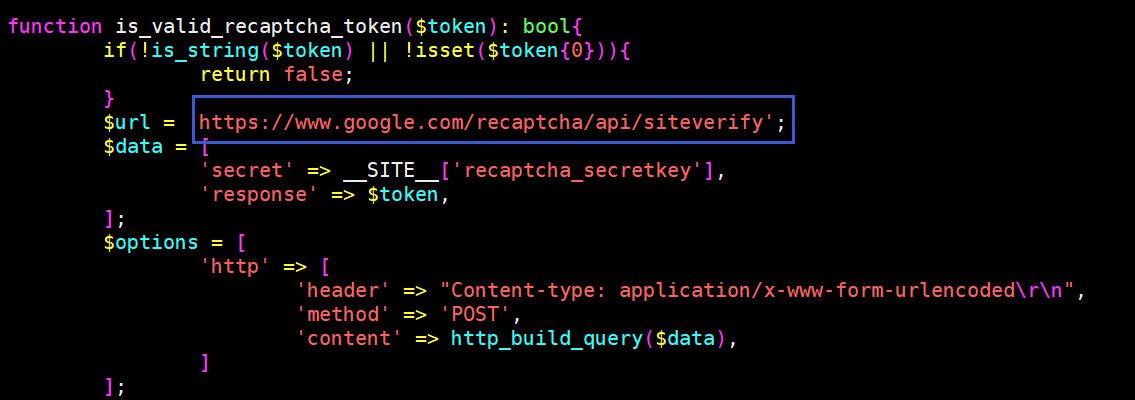 function is_valid_recaptcha_token($token): bool{
if(!is_string($token) || !isset($token{0})){
return false;
}
$url = https://www.google.com/recaptcha/api/siteverify';
$data = [
'secret' => __SITE__['recaptcha_secretkey'],
'response' => $token,
];
$options = [
'http' => [
'header' => "Content-type: application/x-www-form-urlencoded\r\n",
'method' => 'POST',
'content' => http_build_query($data),
]
];